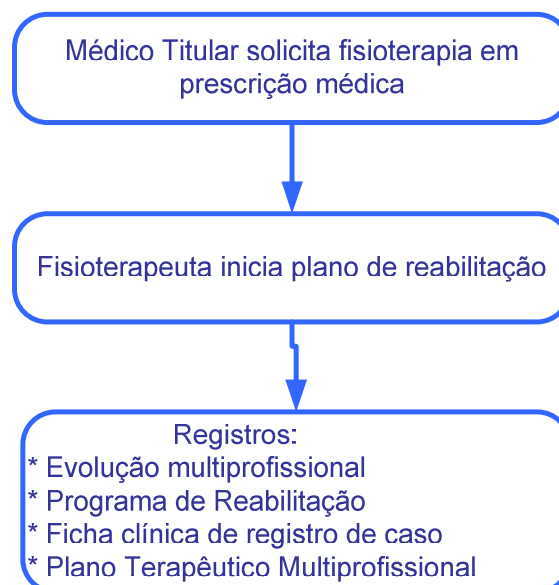 Médico Titular solicita fisioterapia em
prescrição médica
Fisioterapeuta inicia plano de reabilitação
Registros:
* Evolução multiprofissional
* Programa de Reabilitação
* Ficha clínica de registro de caso
* Plano Terapêutico Multiprofissional